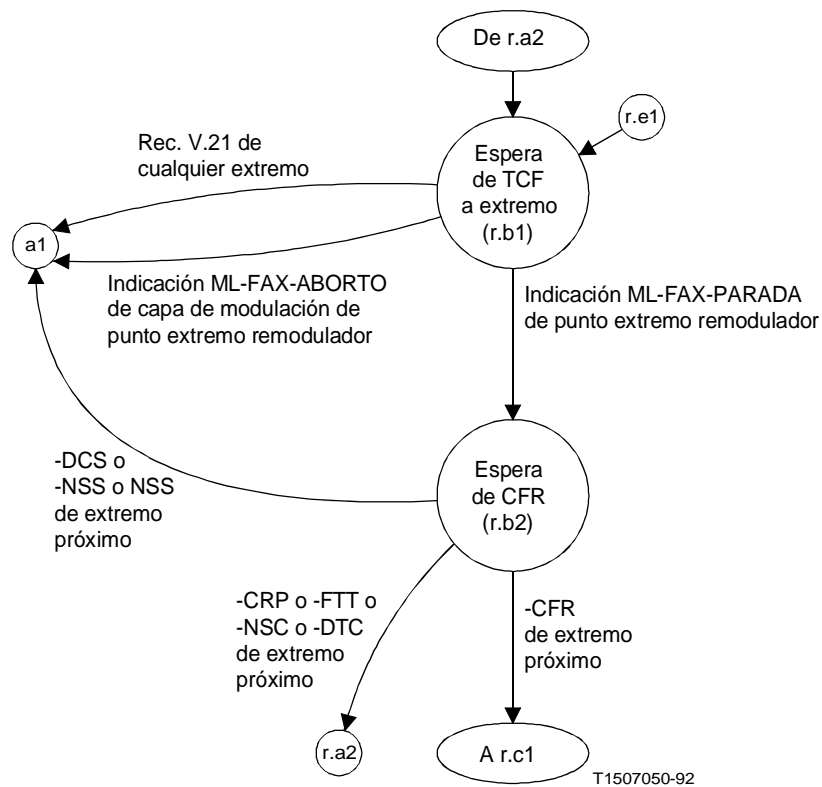 De r.a2
r.e1
Rec. V.21 de
cualquier extremo
Espera
de TCF
a extremo
(r.b1)
a1
Indicación ML-FAX-ABORTO
de capa de modulación de
punto extremo remodulador
Indicación ML-FAX-PARADA
de punto extremo remodulador
-DCS o
-NSS o NSS
de extremo
próximo
Espera
de CFR
(r.b2)
-CRP o -FTT o
-NSC o -DTC
de extremo
próximo
-CFR
de extremo
próximo
r.a2
A r.c1
T1507050-92